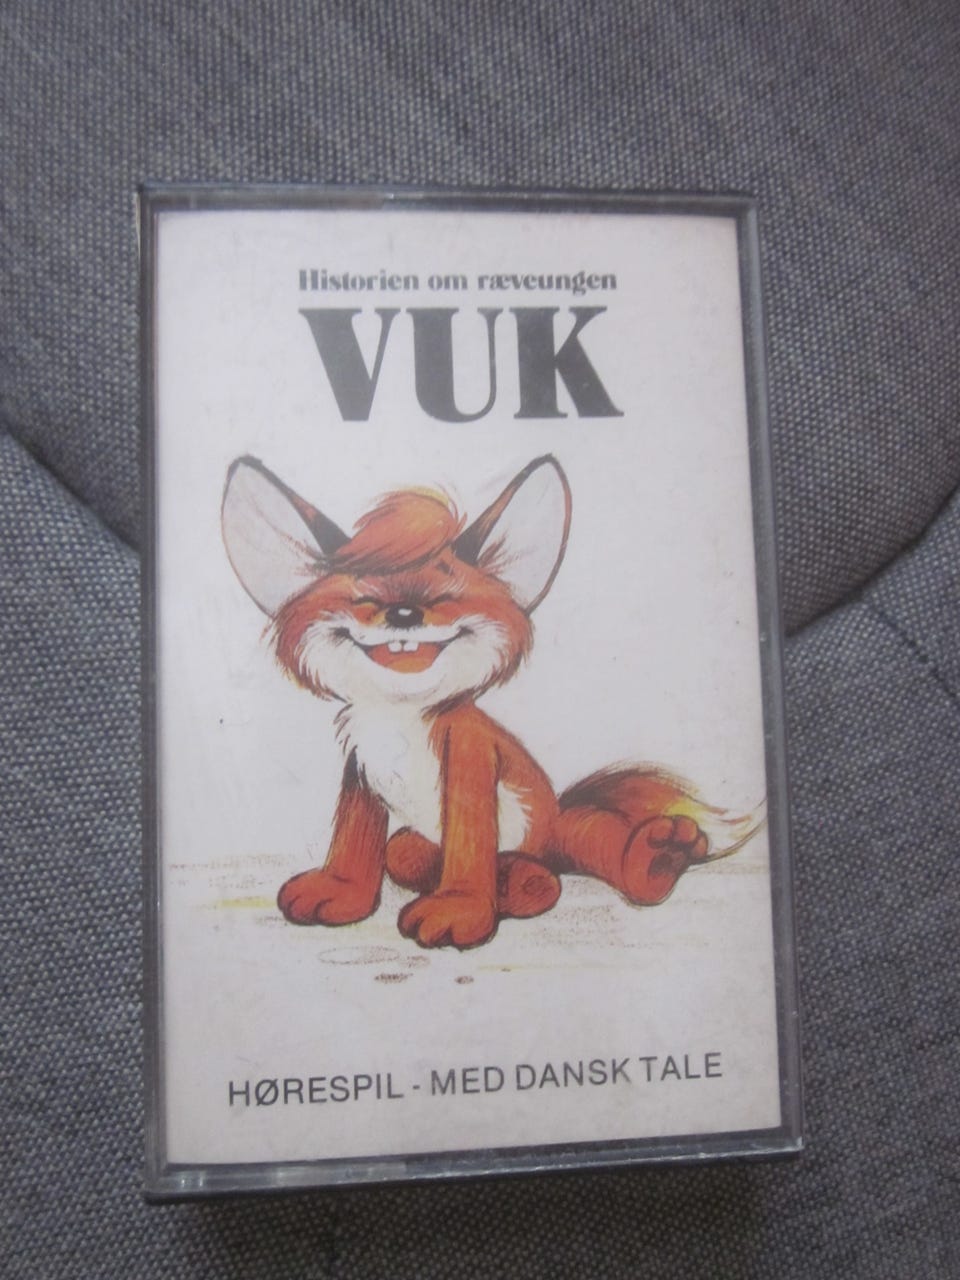 Historien om ræveungen
VUK
HØRESPIL - MED DANSK TALE